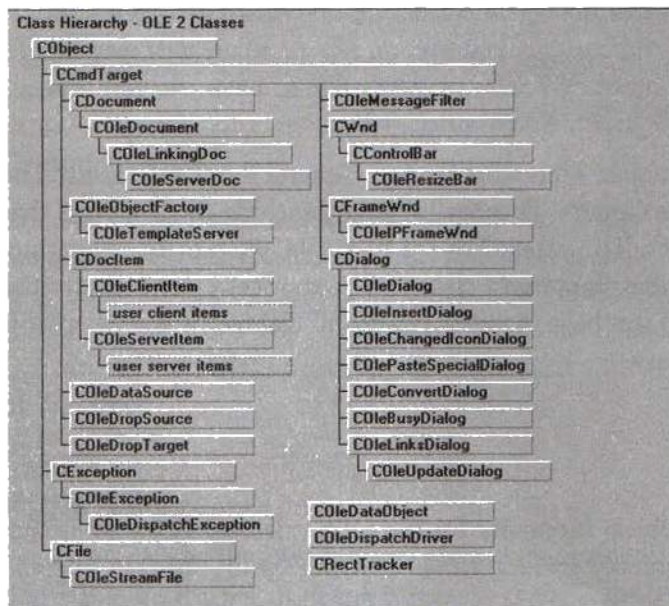 Class Hierarchy - OLE 2 Classes
CObject
CCmdTarget
CDocument
COleDocument
COleLinkingDoc
COleServerDoc
COleObjectFactory
COleTemplateServer
CDocItem
COleClientItem
user client items
COleServerItem
user server items
COleDataSource
COleDropSource
COleDropTarget
CException
COleException
COleDispatchException
CFile
COleStreamFile
COleMessageFilter
CWnd
CControlBar
COleResizeBar
CFrameWnd
COleIPFrameWnd
CDialog
COleDialog
COleInsertDialog
COleChangedIconDialog
COlePasteSpecialDialog
COleConvertDialog
COleBusyDialog
COleLinksDialog
COleUpdateDialog
COleDataObject
COleDispatchDriver
CRectTracker